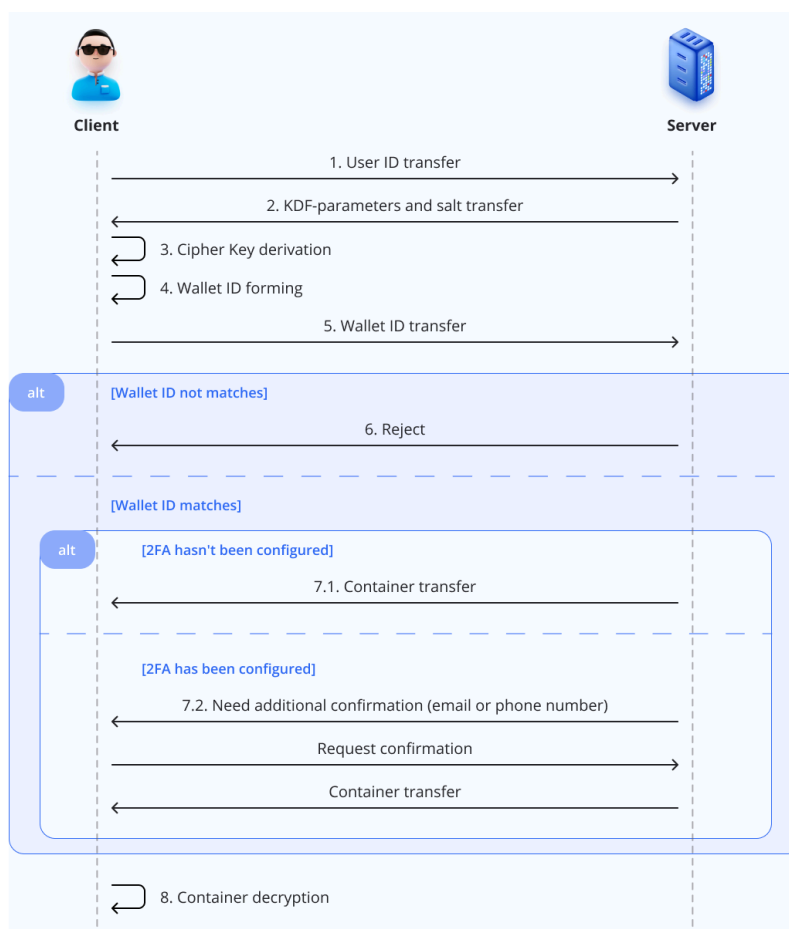 Client
Server
1. User ID transfer
2. KDF-parameters and salt transfer
3. Cipher Key derivation
4. Wallet ID forming
5. Wallet ID transfer
alt
[Wallet ID not matches]
6. Reject
[Wallet ID matches]
alt
[2FA hasn't been configured]
7.1. Container transfer
[2FA has been configured]
7.2. Need additional confirmation (email or phone number)
Request confirmation
Container transfer
8. Container decryption